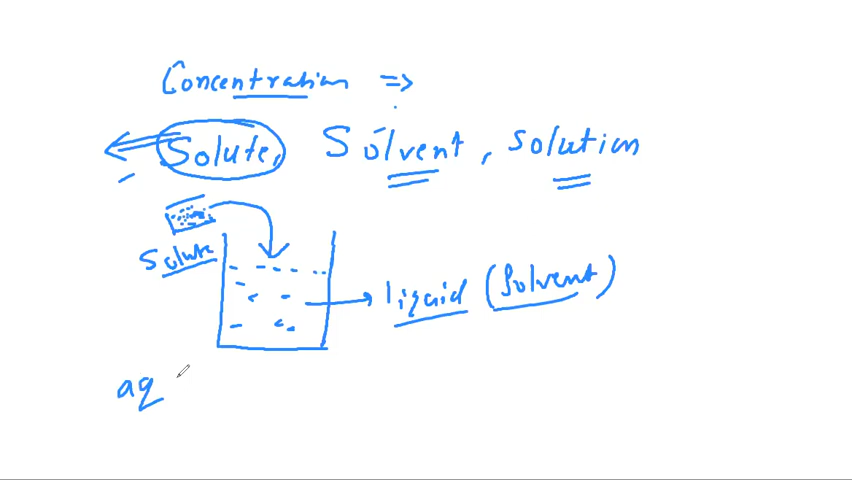 Concentration =>
Solute, Solvent, Solution
Solute
liquid (Solvent)
aq